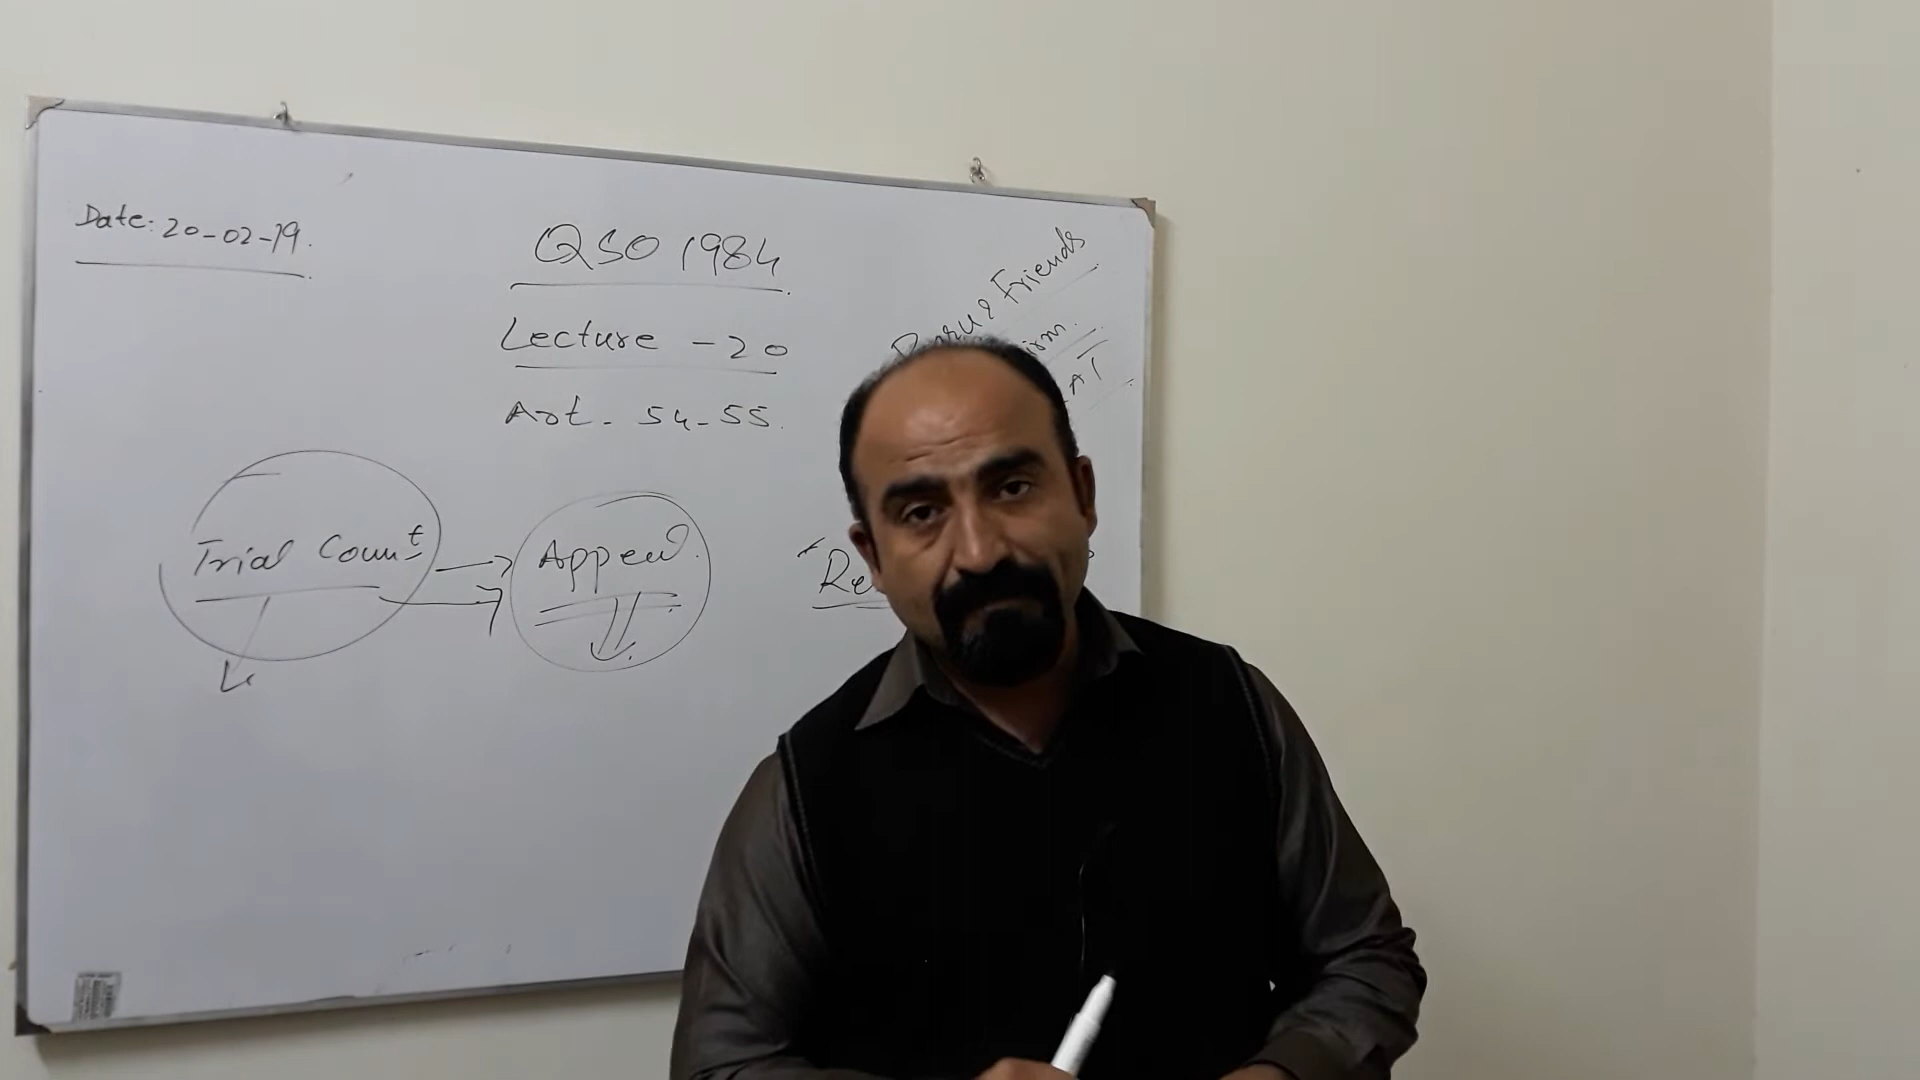 Date: 20-02-19.
QSO 1984
Lecture - 20
Art. 54-55.
& Friends
Trial Court
Appeal.